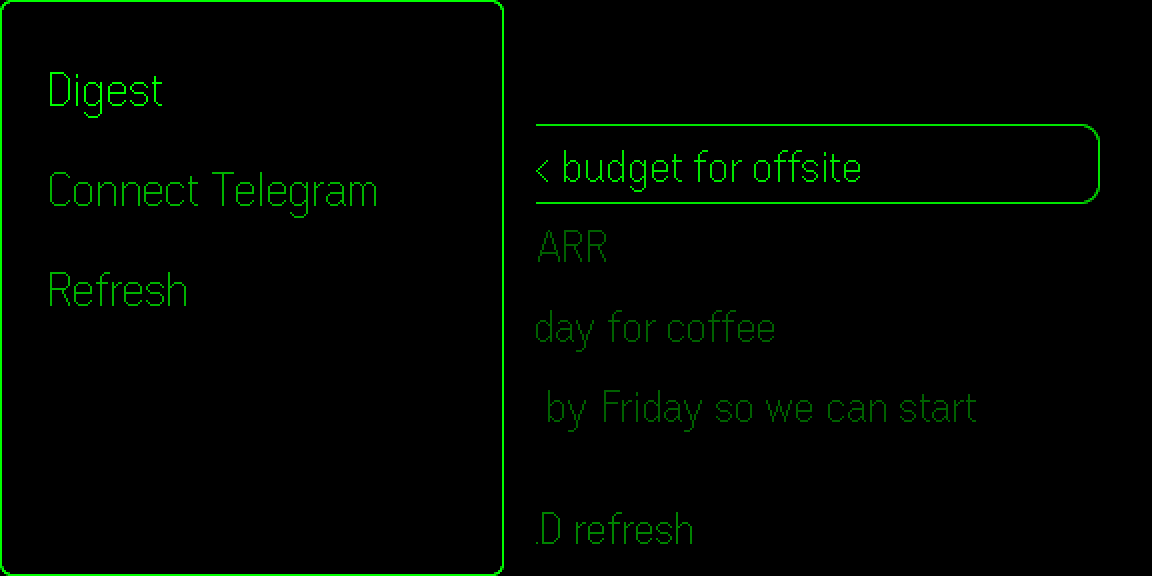 Digest
Connect Telegram
Refresh
< budget for offsite
ARR
day for coffee
by Friday so we can start
.D refresh